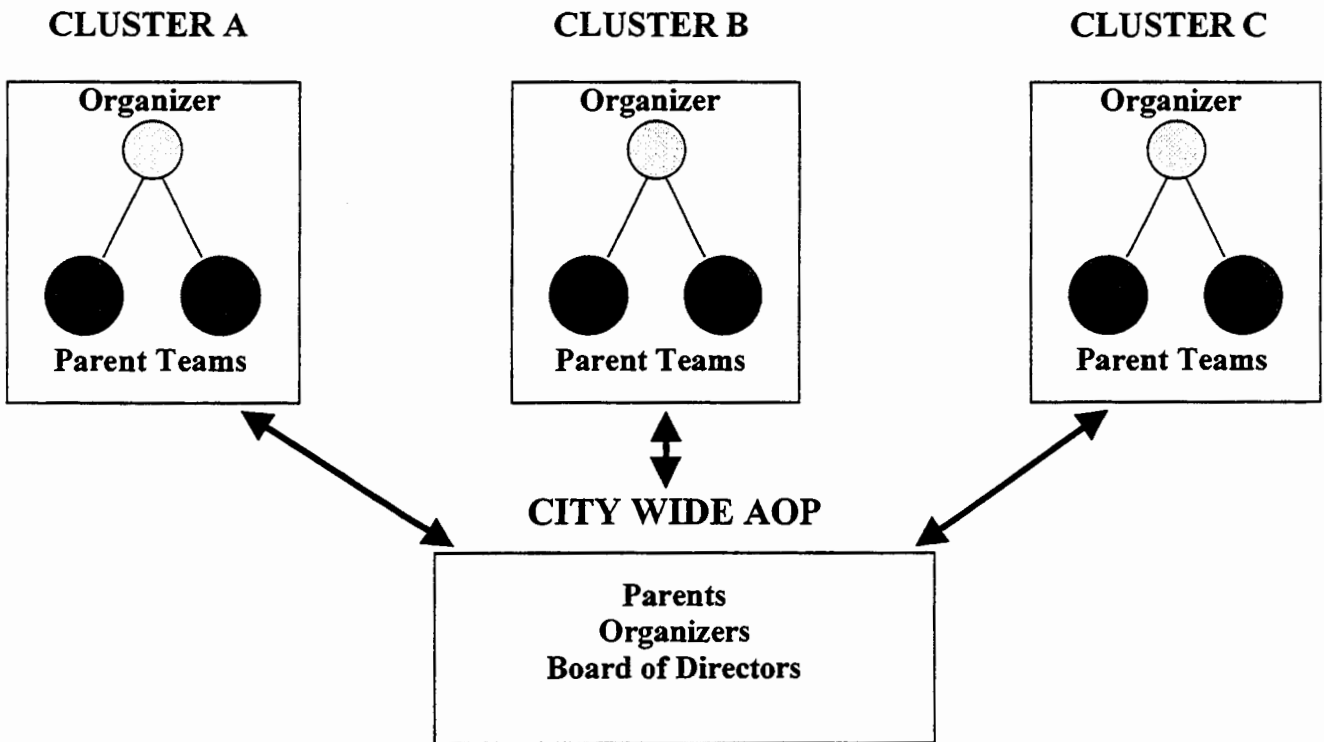 CLUSTER A
CLUSTER B
CLUSTER C
Organizer
Organizer
Organizer
Parent Teams
Parent Teams
Parent Teams
CITY WIDE AOP
Parents
Organizers
Board of Directors